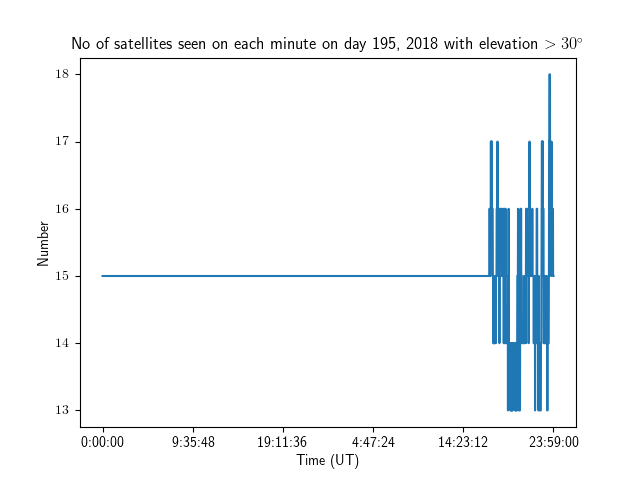 No of satellites seen on each minute on day 195, 2018 with elevation > 30°
18
17
16
15
14
13
Number
0:00:00 9:35:48 19:11:36 4:47:24 14:23:12 23:59:00
Time (UT)